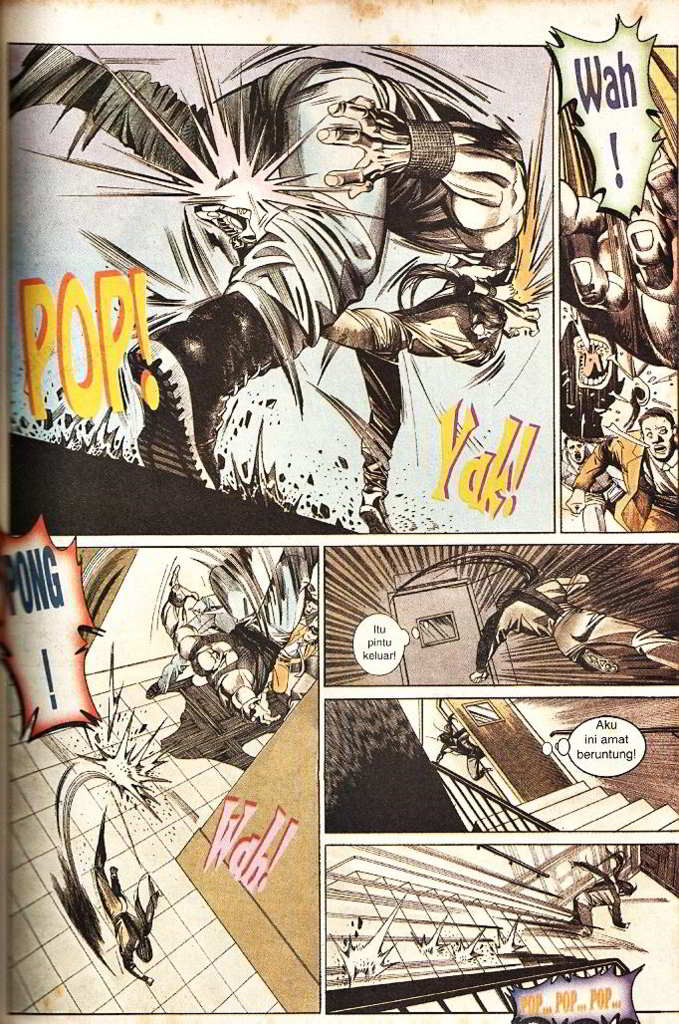 Wah
!
POP!
Yak!
PONG
!
Wah!
Itu
pintu
keluar!
Aku
ini amat
beruntung!
POP... POP... POP...